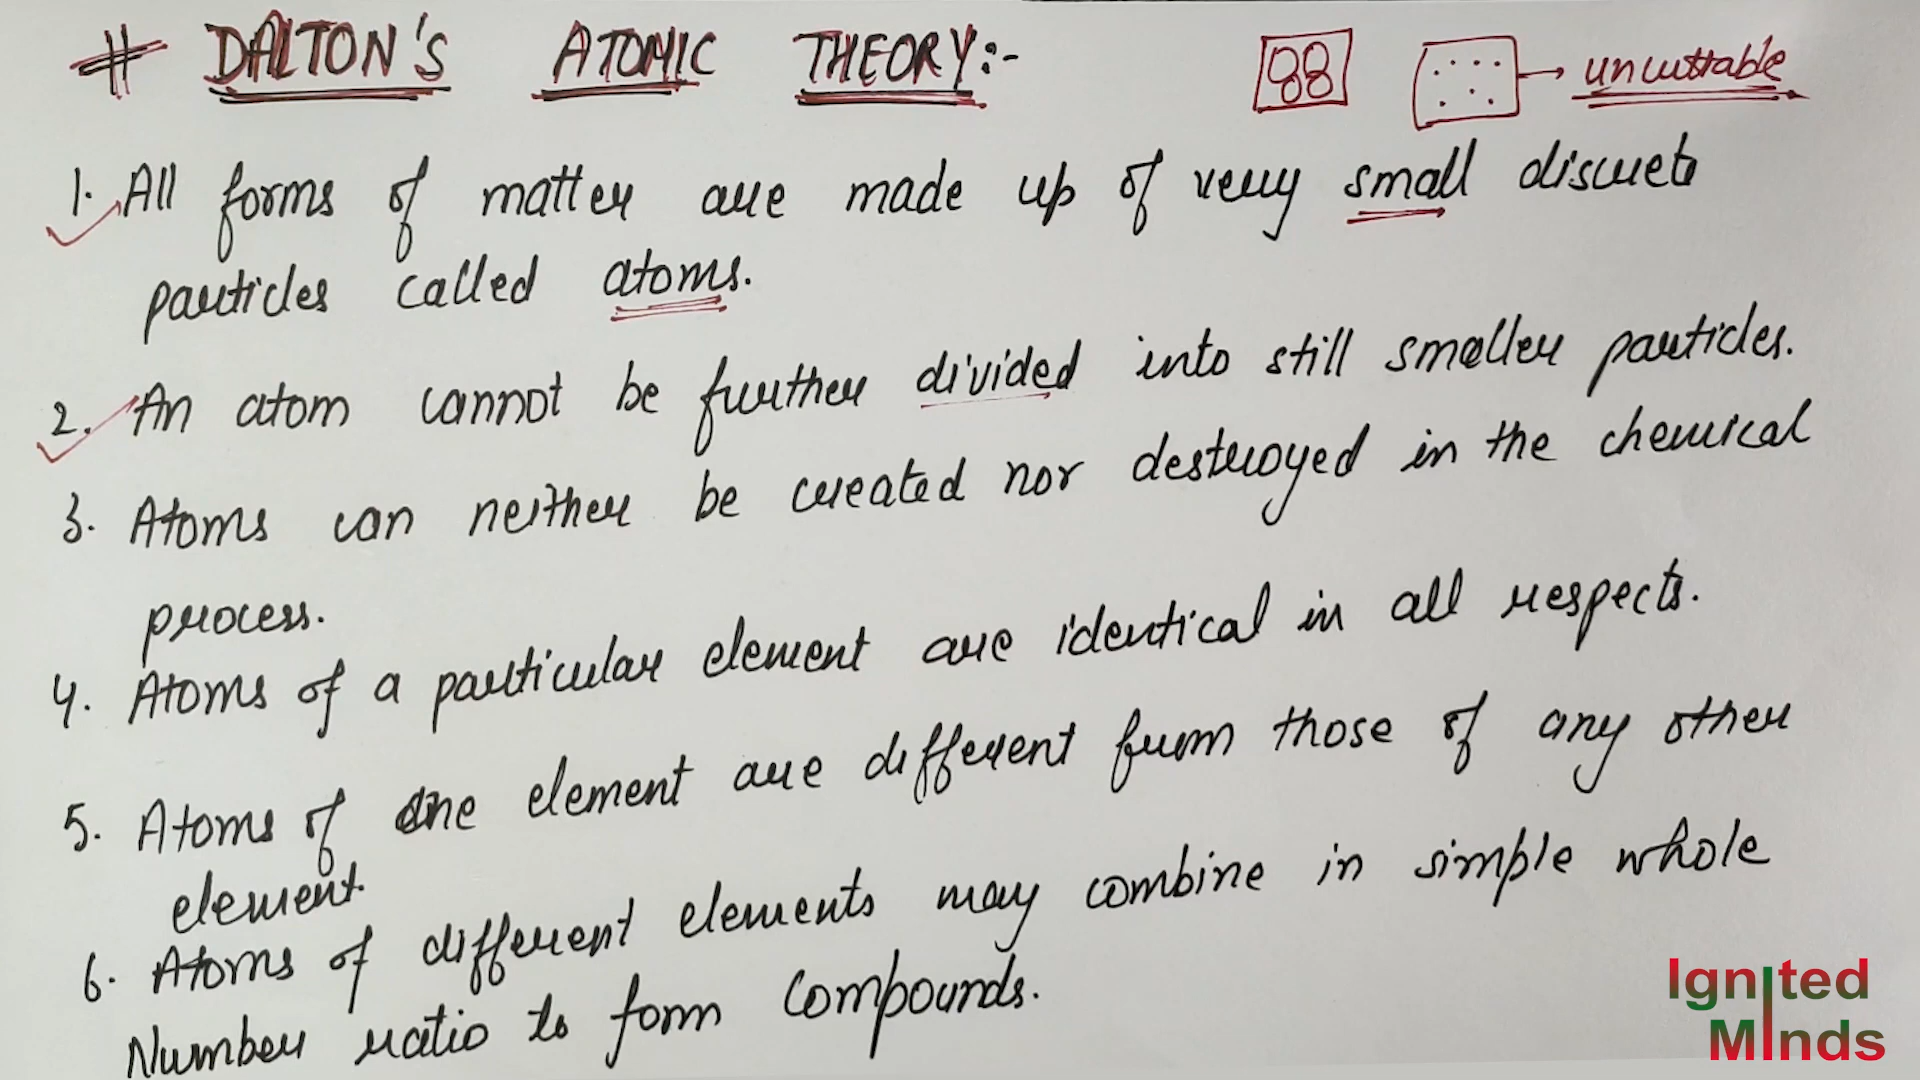 # DALTON'S ATOMIC THEORY:-
88 → uncuttable
1. All forms of matter are made up of very small discrete
particles called atoms.
2. An atom cannot be further divided into still smaller particles.
3. Atoms can neither be created nor destroyed in the chemical
process.
4. Atoms of a particular element are identical in all respects.
5. Atoms of one element are different from those of any other
element.
6. Atoms of different elements may combine in simple whole
Number ratio to form Compounds.
Ignited
Minds